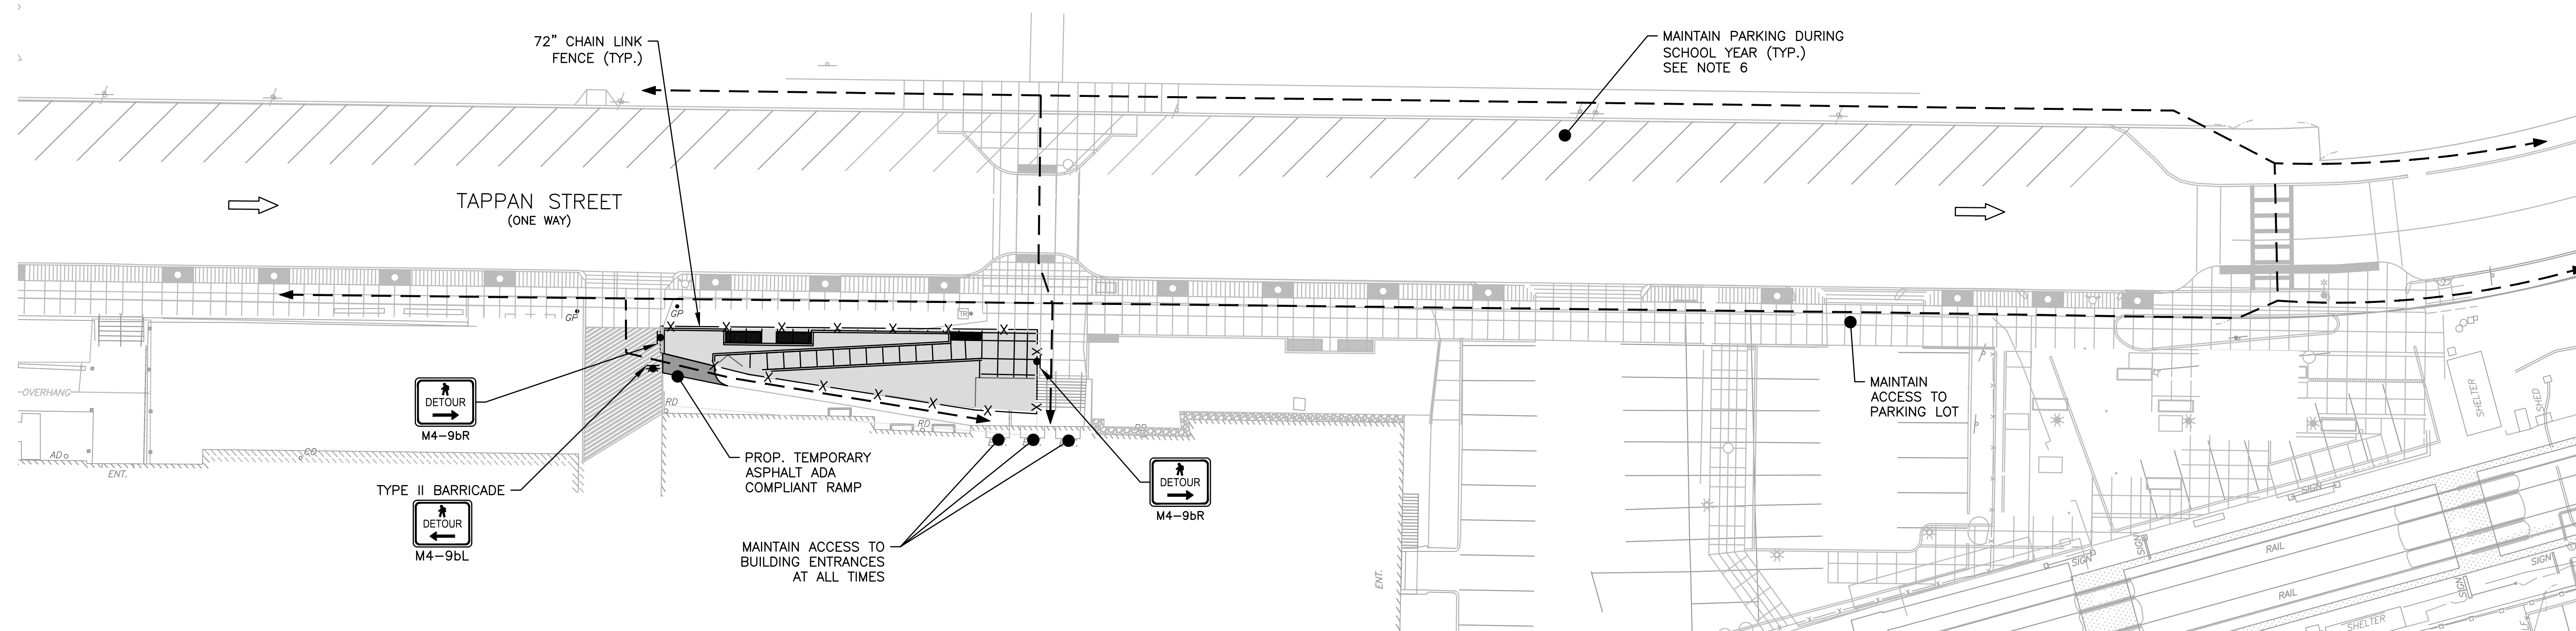 72" CHAIN LINK
FENCE (TYP.)
MAINTAIN PARKING DURING
SCHOOL YEAR (TYP.)
SEE NOTE 6
TAPPAN STREET
(ONE WAY)
GP
GP
TR
X X X X X X X
X
X X X X X X
OVERHANG
DETOUR
M4-9bR
RD
RD
AD
ENT.
CO
TYPE II BARRICADE
DETOUR
M4-9bL
PROP. TEMPORARY
ASPHALT ADA
COMPLIANT RAMP
MAINTAIN ACCESS TO
BUILDING ENTRANCES
AT ALL TIMES
DETOUR
M4-9bR
ENT.
MAINTAIN
ACCESS TO
PARKING LOT
SHELTER
SHED
SIGN
SIGN
SIGN
RAIL
RAIL
SIGN
SIGN
SIGN
SHELTER